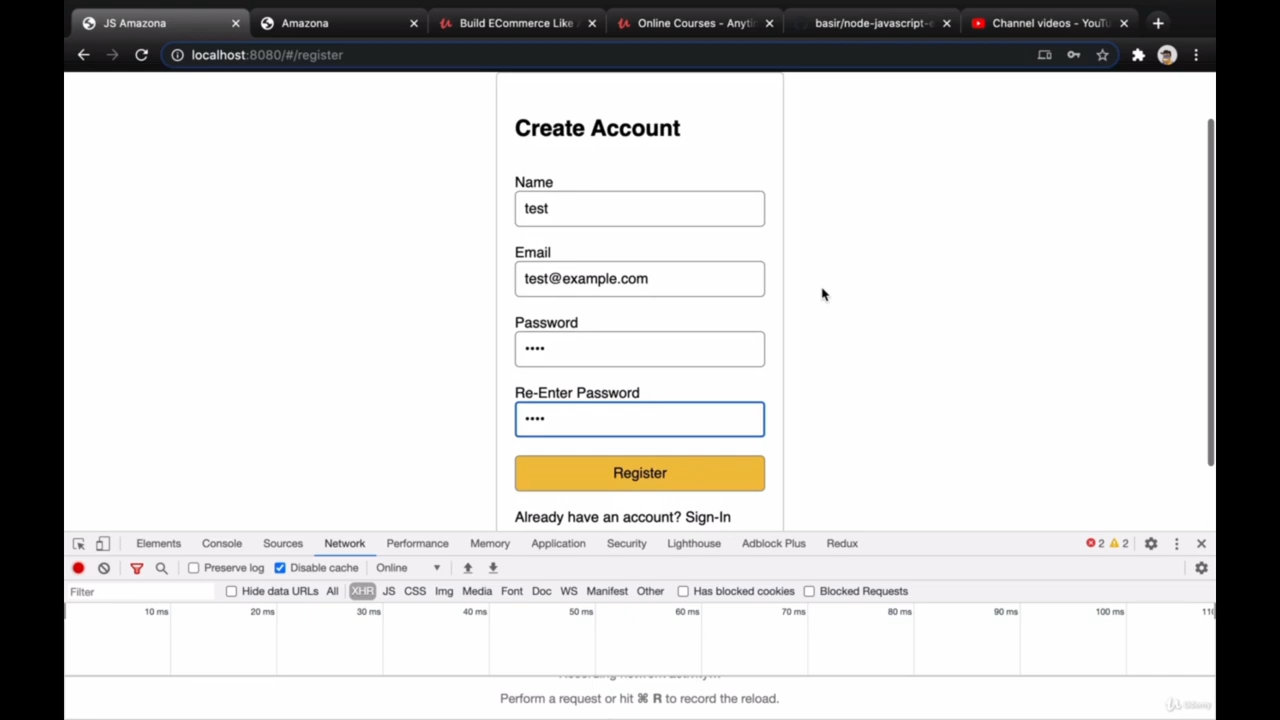 JS Amazona
Amazona
Build ECommerce Like
Online Courses - Anyti
basir/node-javascript-e
Channel videos - YouTu
localhost:8080/#/register
Create Account
Name
test
Email
test@example.com
Password
••••
Re-Enter Password
••••
Register
Already have an account? Sign-In
Elements Console Sources Network Performance Memory Application Security Lighthouse Adblock Plus Redux 2 2
Preserve log Disable cache Online
Filter Hide data URLs All XHR JS CSS Img Media Font Doc WS Manifest Other Has blocked cookies Blocked Requests
10 ms 20 ms 30 ms 40 ms 50 ms 60 ms 70 ms 80 ms 90 ms 100 ms 110
Recording network activity...
Perform a request or hit ⌘ R to record the reload.
Udemy